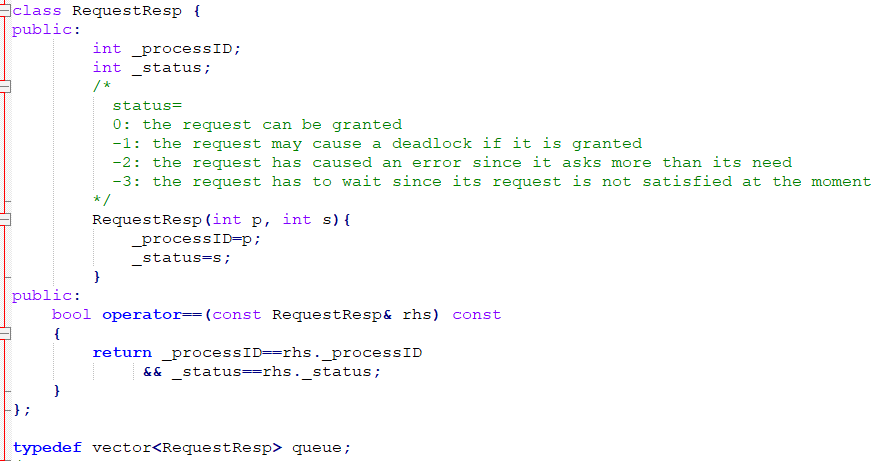 class RequestResp {
public:
        int _processID;
        int _status;
        /*
          status=
          0: the request can be granted
          -1: the request may cause a deadlock if it is granted
          -2: the request has caused an error since it asks more than its need
          -3: the request has to wait since its request is not satisfied at the moment
        */
        RequestResp(int p, int s){
            _processID=p;
            _status=s;
        }
public:
    bool operator==(const RequestResp& rhs) const
    {
        return _processID==rhs._processID
             && _status==rhs._status;
    }
};
typedef vector<RequestResp> queue;